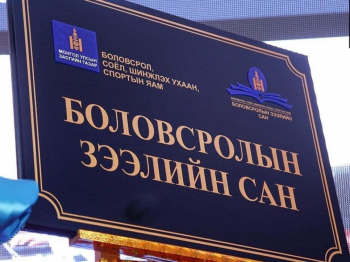 МОНГОЛ УЛСЫН
ЗАСГИЙН ГАЗАР
БОЛОВСРОЛ,
СОЁЛ, ШИНЖЛЭХ УХААН,
СПОРТЫН ЯАМ
БОЛОВСРОЛЫН ЗЭЭЛИЙН
САН
БОЛОВСРОЛЫН
ЗЭЭЛИЙН САН